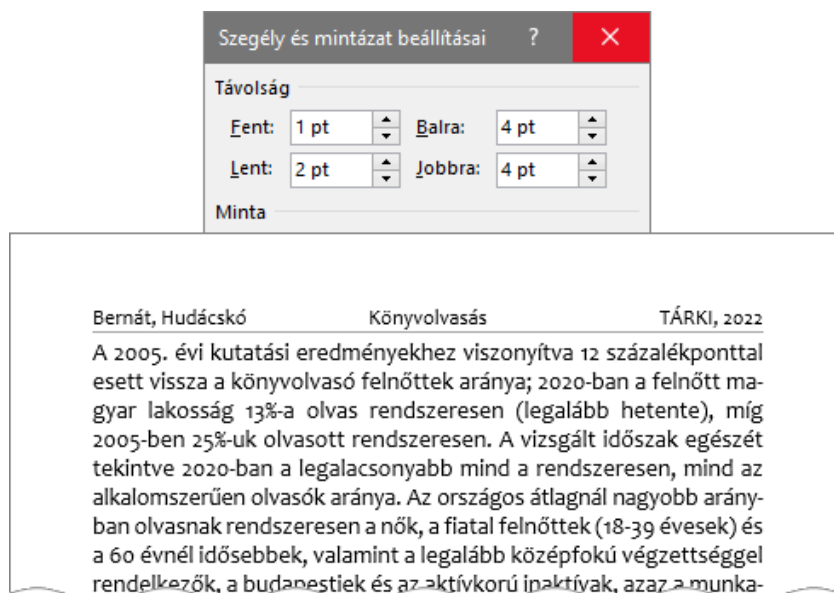 Szegély és mintázat beállításai ?
Távolság
Fent: 1 pt Balra: 4 pt
Lent: 2 pt Jobbra: 4 pt
Minta
Bernát, Hudácskó Könyvolvasás TÁRKI, 2022
A 2005. évi kutatási eredményekhez viszonyítva 12 százalékponttal
esett vissza a könyvolvasó felnőttek aránya; 2020-ban a felnőtt ma-
gyar lakosság 13%-a olvas rendszeresen (legalább hetente), míg
2005-ben 25%-uk olvasott rendszeresen. A vizsgált időszak egészét
tekintve 2020-ban a legalacsonyabb mind a rendszeresen, mind az
alkalomszerűen olvasók aránya. Az országos átlagnál nagyobb arány-
ban olvasnak rendszeresen a nők, a fiatal felnőttek (18-39 évesek) és
a 60 évnél idősebbek, valamint a legalább középfokú végzettséggel
rendelkezők, a budapestiek és az aktívkorú inaktívak, azaz a munka-